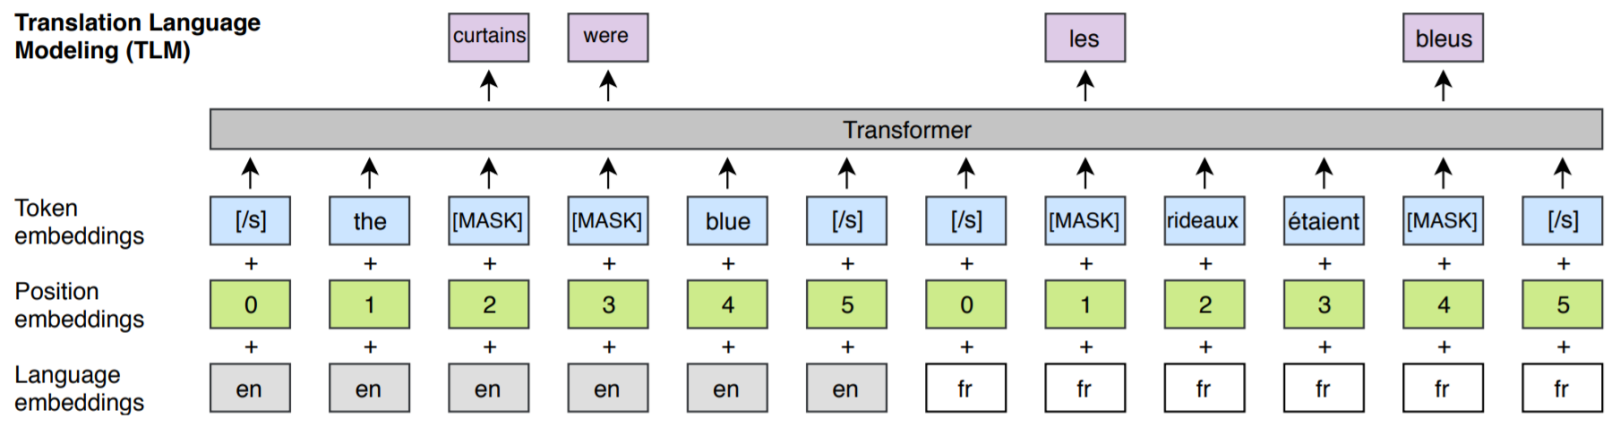 Translation Language
Modeling (TLM)
curtains were les bleus
Transformer
Token
embeddings
[/s] the [MASK] [MASK] blue [/s] [/s] [MASK] rideaux étaient [MASK] [/s]
+ + + + + + + + + + + +
Position
embeddings
0 1 2 3 4 5 0 1 2 3 4 5
+ + + + + + + + + + + +
Language
embeddings
en en en en en en fr fr fr fr fr fr